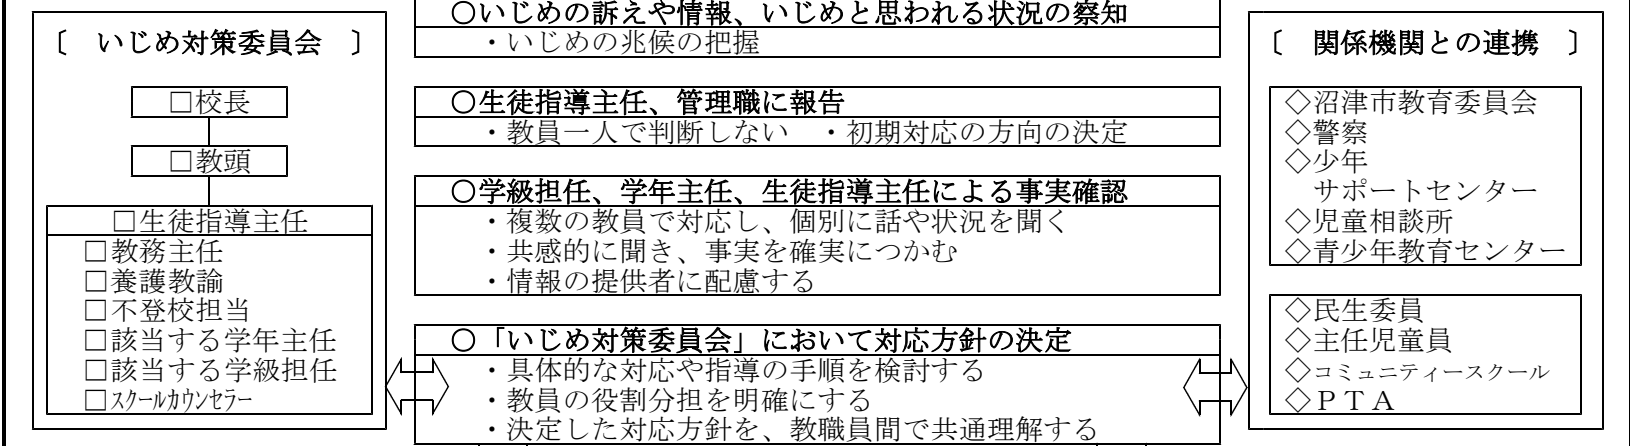 〔 いじめ対策委員会 〕
□校長
□教頭
□生徒指導主任
□教務主任
□養護教諭
□不登校担当
□該当する学年主任
□該当する学級担任
□スクールカウンセラー
○いじめの訴えや情報、いじめと思われる状況の察知
・いじめの兆候の把握
○生徒指導主任、管理職に報告
・教員一人で判断しない ・初期対応の方向の決定
○学級担任、学年主任、生徒指導主任による事実確認
・複数の教員で対応し、個別に話や状況を聞く
・共感的に聞き、事実を確実につかむ
・情報の提供者に配慮する
○「いじめ対策委員会」において対応方針の決定
・具体的な対応や指導の手順を検討する
・教員の役割分担を明確にする
・決定した対応方針を、教職員間で共通理解する
〔 関係機関との連携 〕
◇沼津市教育委員会
◇警察
◇少年
サポートセンター
◇児童相談所
◇青少年教育センター
◇民生委員
◇主任児童員
◇コミュニティースクール
◇PTA